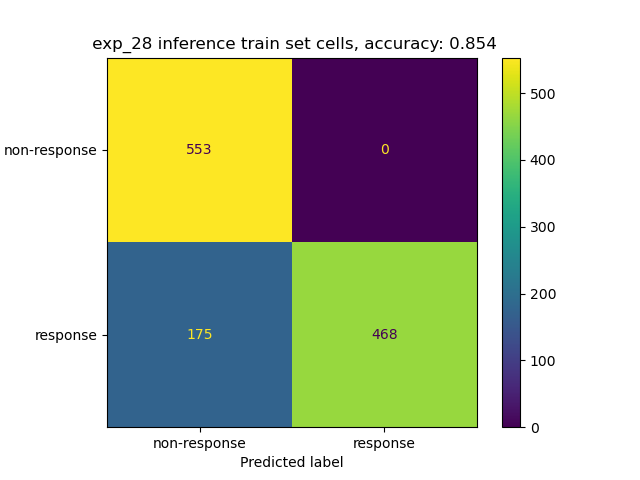 exp_28 inference train set cells, accuracy: 0.854
non-response
553
0
response
175
468
non-response
response
Predicted label
500
400
300
200
100
0